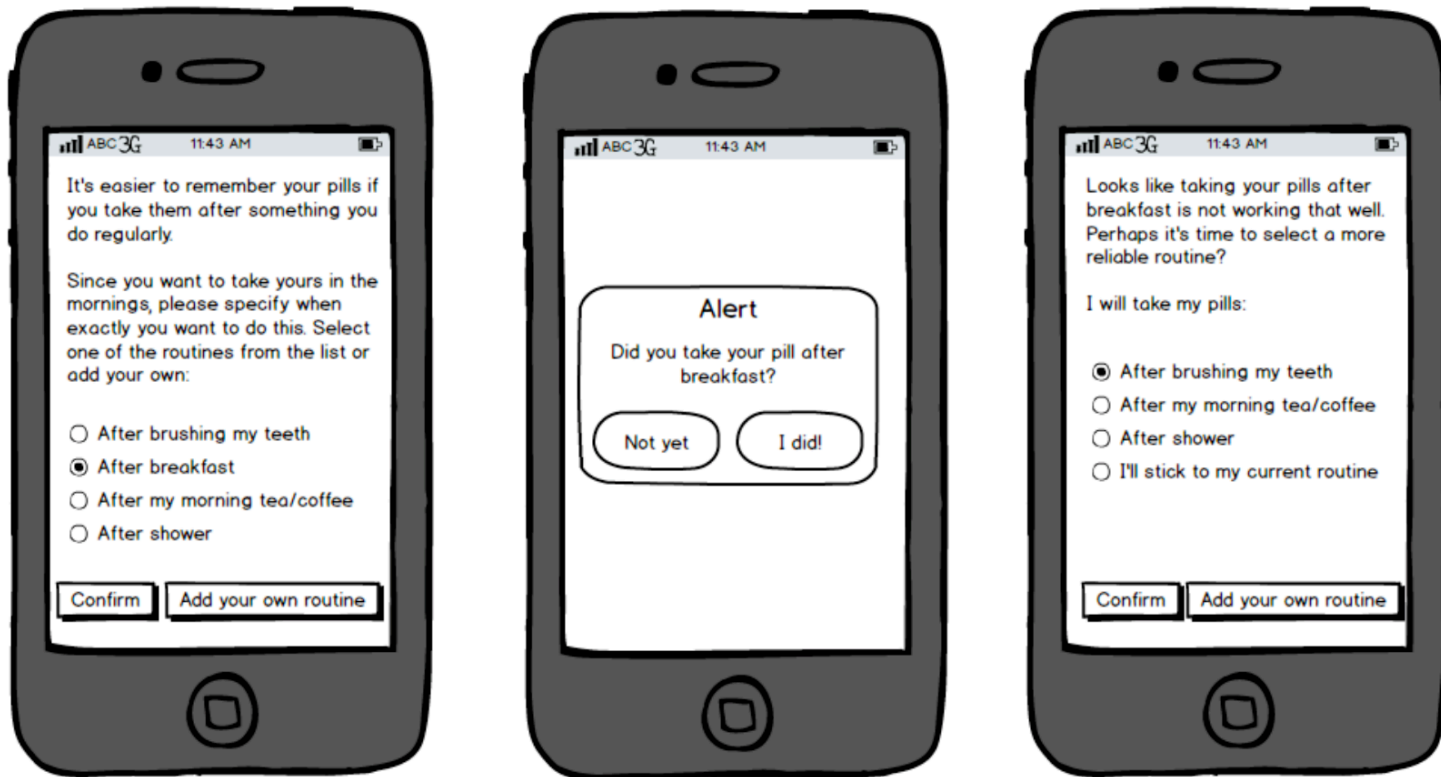 ABC 3G 11:43 AM
It's easier to remember your pills if
you take them after something you
do regularly.
Since you want to take yours in the
mornings, please specify when
exactly you want to do this. Select
one of the routines from the list or
add your own:
After brushing my teeth
After breakfast
After my morning tea/coffee
After shower
Confirm
Add your own routine
ABC 3G 11:43 AM
Alert
Did you take your pill after
breakfast?
Not yet
I did!
ABC 3G 11:43 AM
Looks like taking your pills after
breakfast is not working that well.
Perhaps it's time to select a more
reliable routine?
I will take my pills:
After brushing my teeth
After my morning tea/coffee
After shower
I'll stick to my current routine
Confirm
Add your own routine